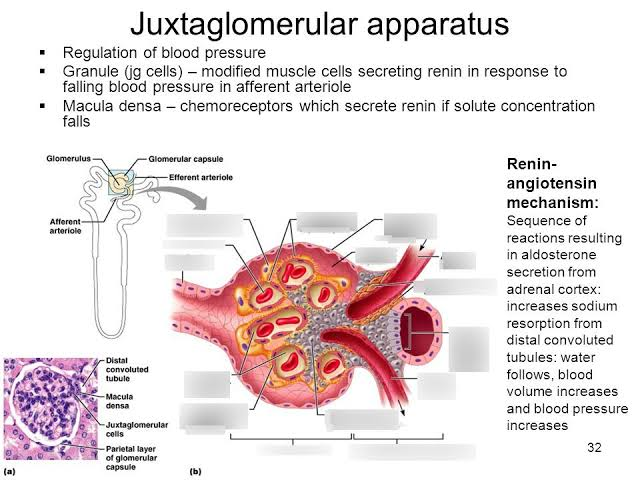 Juxtaglomerular apparatus
▪ Regulation of blood pressure
▪ Granule (jg cells) – modified muscle cells secreting renin in response to
falling blood pressure in afferent arteriole
▪ Macula densa – chemoreceptors which secrete renin if solute concentration
falls
Glomerulus
Glomerular capsule
Efferent arteriole
Afferent
arteriole
Distal
convoluted
tubule
Macula
densa
Juxtaglomerular
cells
Parietal layer
of glomerular
capsule
(a)
(b)
Renin-
angiotensin
mechanism:
Sequence of
reactions resulting
in aldosterone
secretion from
adrenal cortex:
increases sodium
resorption from
distal convoluted
tubules: water
follows, blood
volume increases
and blood pressure
increases
32